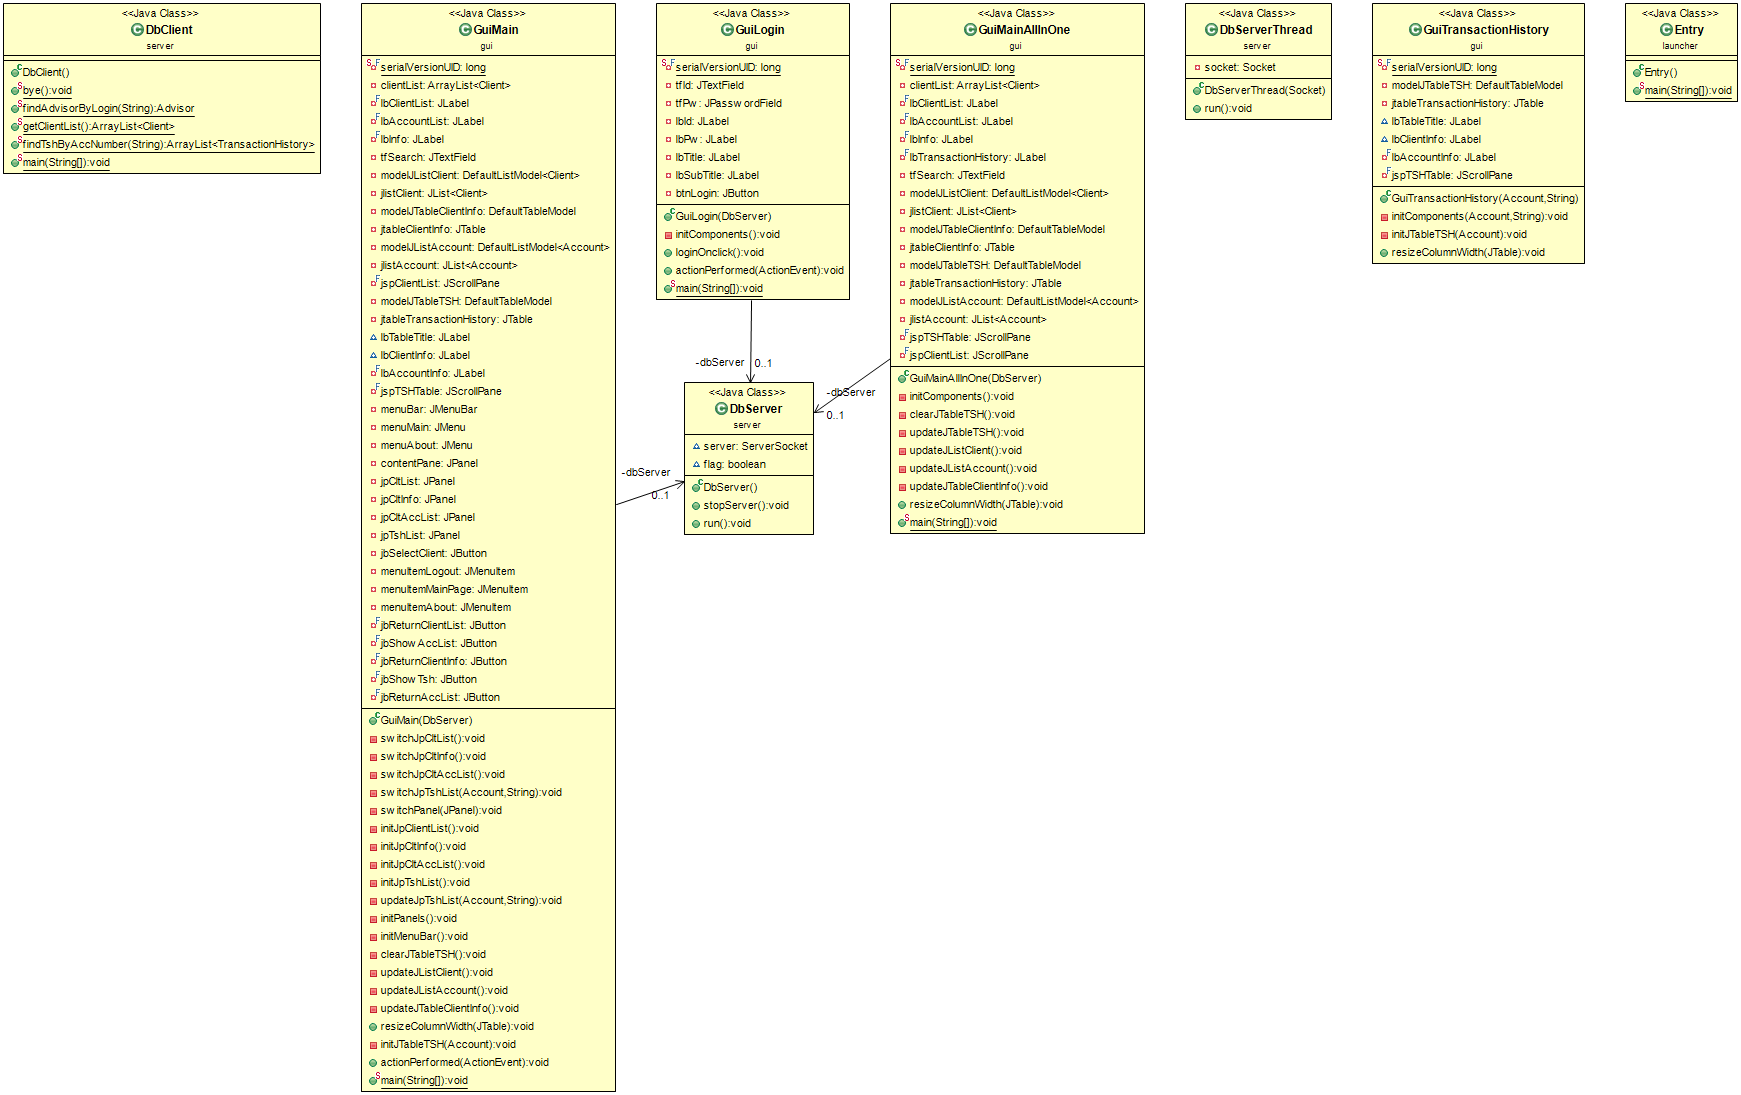 <<Java Class>>
DbClient
server
DbClient()
bye():void
findAdvisorByLogin(String):Advisor
getClientList():ArrayList<Client>
findTshByAccNumber(String):ArrayList<TransactionHistory>
main(String[]):void
<<Java Class>>
GuiMain
gui
serialVersionUID: long
clientList: ArrayList<Client>
lbClientList: JLabel
lbAccountList: JLabel
lbInfo: JLabel
tfSearch: JTextField
modelJListClient: DefaultListModel<Client>
jlistClient: JList<Client>
modelJTableClientInfo: DefaultTableModel
jtableClientInfo: JTable
modelJListAccount: DefaultListModel<Account>
jlistAccount: JList<Account>
jspClientList: JScrollPane
modelJTableTSH: DefaultTableModel
jtableTransactionHistory: JTable
lbTableTitle: JLabel
lbClientInfo: JLabel
lbAccountInfo: JLabel
jspTSHTable: JScrollPane
menuBar: JMenuBar
menuMain: JMenu
menuAbout: JMenu
contentPane: JPanel
jpCltList: JPanel
jpCltInfo: JPanel
jpCltAccList: JPanel
jpTshList: JPanel
jbSelectClient: JButton
menuItemLogout: JMenuItem
menuItemMainPage: JMenuItem
menuItemAbout: JMenuItem
jbReturnClientList: JButton
jbShowAccList: JButton
jbReturnClientInfo: JButton
jbShowTsh: JButton
jbReturnAccList: JButton
GuiMain(DbServer)
switchJpCltList():void
switchJpCltInfo():void
switchJpCltAccList():void
switchJpTshList(Account,String):void
switchPanel(JPanel):void
initJpClientList():void
initJpCltInfo():void
initJpCltAccList():void
initJpTshList():void
updateJpTshList(Account,String):void
initPanels():void
initMenuBar():void
clearJTableTSH():void
updateJListClient():void
updateJListAccount():void
updateJTableClientInfo():void
resizeColumnWidth(JTable):void
initJTableTSH(Account):void
actionPerformed(ActionEvent):void
main(String[]):void
<<Java Class>>
GuiLogin
gui
serialVersionUID: long
tfId: JTextField
tfPw: JPasswordField
lbId: JLabel
lbPw: JLabel
lbTitle: JLabel
lbSubTitle: JLabel
btnLogin: JButton
GuiLogin(DbServer)
initComponents():void
loginOnclick():void
actionPerformed(ActionEvent):void
main(String[]):void
-dbServer
0..1
-dbServer
0..1
-dbServer
0..1
<<Java Class>>
DbServer
server
server: ServerSocket
flag: boolean
DbServer()
stopServer():void
run():void
<<Java Class>>
GuiMainAllInOne
gui
serialVersionUID: long
clientList: ArrayList<Client>
lbClientList: JLabel
lbAccountList: JLabel
lbInfo: JLabel
lbTransactionHistory: JLabel
tfSearch: JTextField
modelJListClient: DefaultListModel<Client>
jlistClient: JList<Client>
modelJTableClientInfo: DefaultTableModel
jtableClientInfo: JTable
modelJTableTSH: DefaultTableModel
jtableTransactionHistory: JTable
modelJListAccount: DefaultListModel<Account>
jlistAccount: JList<Account>
jspTSHTable: JScrollPane
jspClientList: JScrollPane
GuiMainAllInOne(DbServer)
initComponents():void
clearJTableTSH():void
updateJTableTSH():void
updateJListClient():void
updateJListAccount():void
updateJTableClientInfo():void
resizeColumnWidth(JTable):void
main(String[]):void
<<Java Class>>
DbServerThread
server
socket: Socket
DbServerThread(Socket)
run():void
<<Java Class>>
GuiTransactionHistory
gui
serialVersionUID: long
modelJTableTSH: DefaultTableModel
jtableTransactionHistory: JTable
lbTableTitle: JLabel
lbClientInfo: JLabel
lbAccountInfo: JLabel
jspTSHTable: JScrollPane
GuiTransactionHistory(Account,String)
initComponents(Account,String):void
initJTableTSH(Account):void
resizeColumnWidth(JTable):void
<<Java Class>>
Entry
launcher
Entry()
main(String[]):void